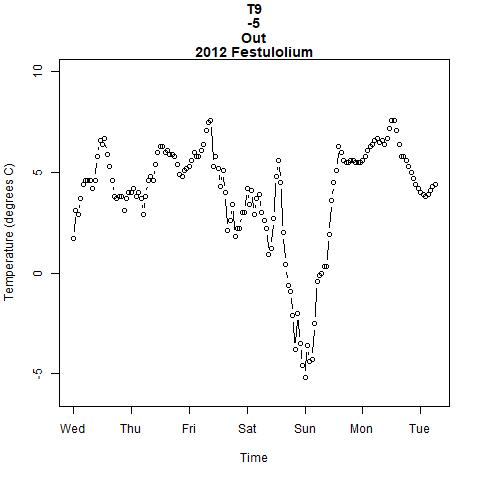 T9
-5
Out
2012 Festulolium
Temperature (degrees C)
10
5
0
-5
Wed Thu Fri Sat Sun Mon Tue
Time